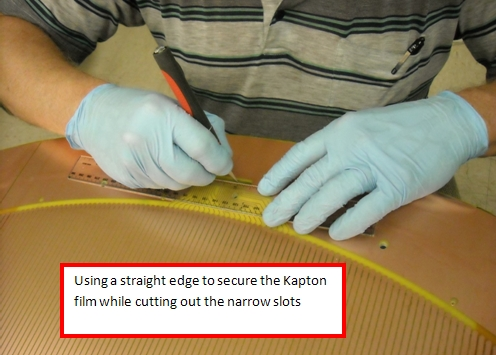 Using a straight edge to secure the Kapton
film while cutting out the narrow slots